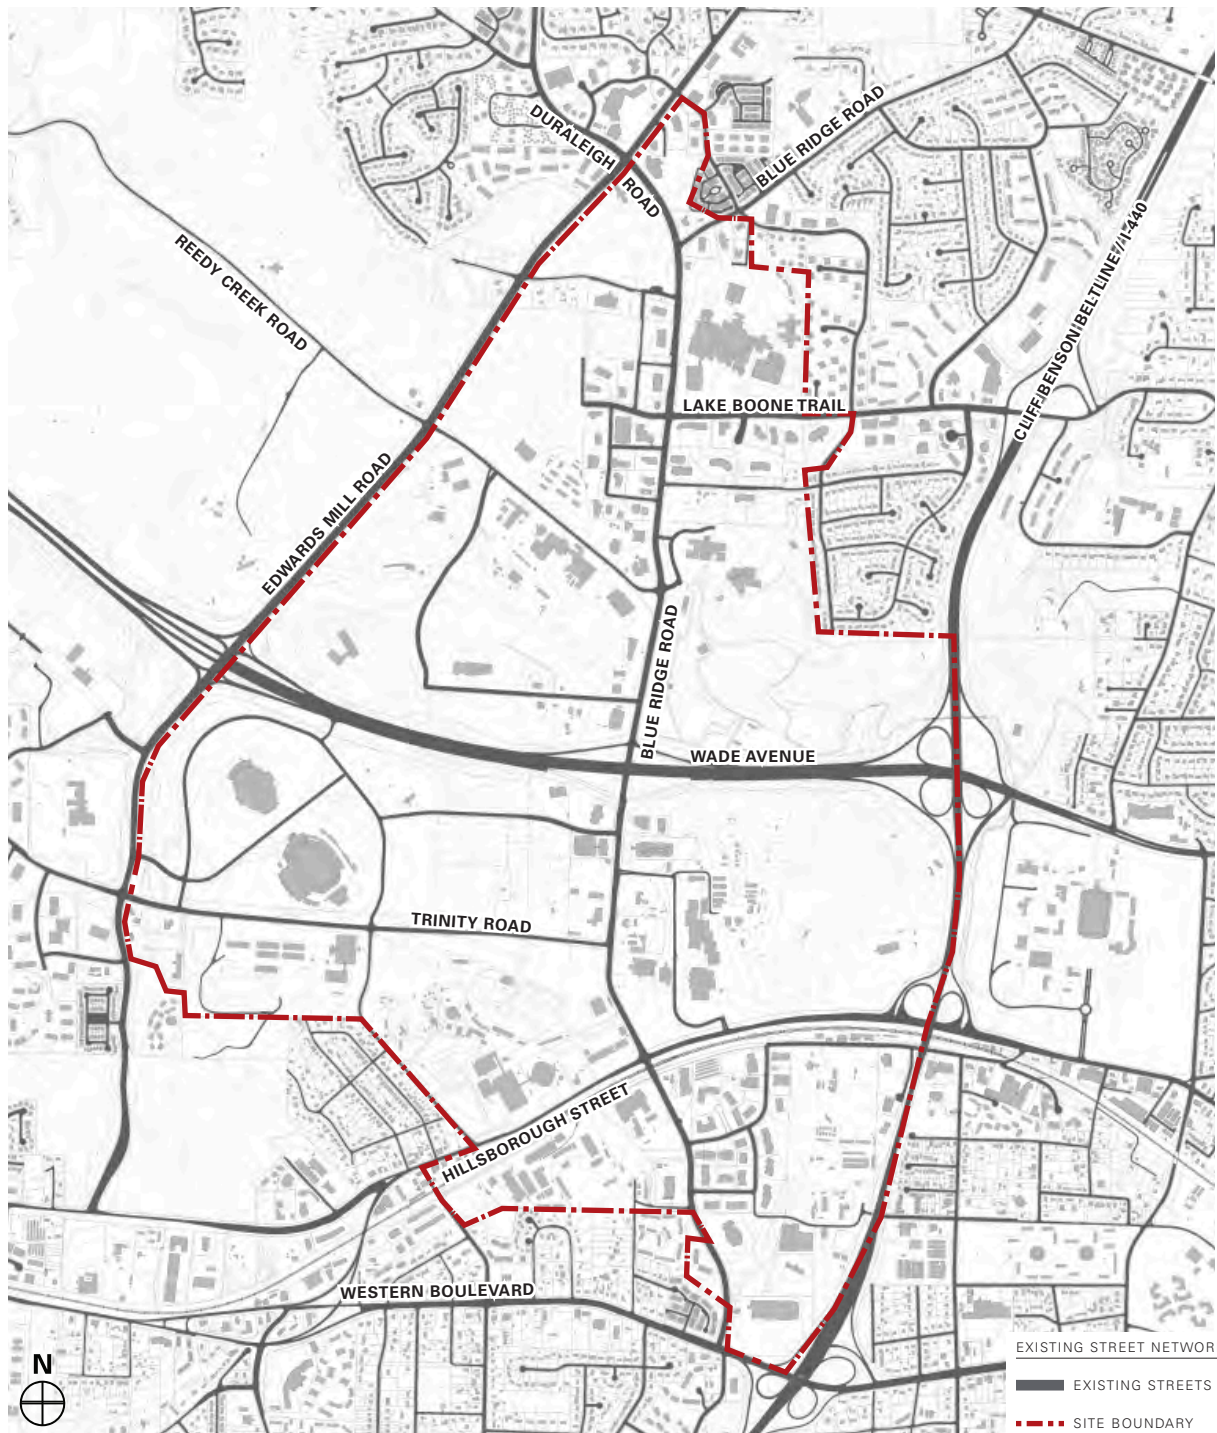 DURALEIGH ROAD
BLUE RIDGE ROAD
CLIFF BENSON BELTLINE // I-440
REEDY CREEK ROAD
LAKE BOONE TRAIL
EDWARDS MILL ROAD
BLUE RIDGE ROAD
WADE AVENUE
TRINITY ROAD
HILLSBOROUGH STREET
WESTERN BOULEVARD
N
EXISTING STREET NETWOR
EXISTING STREETS
SITE BOUNDARY